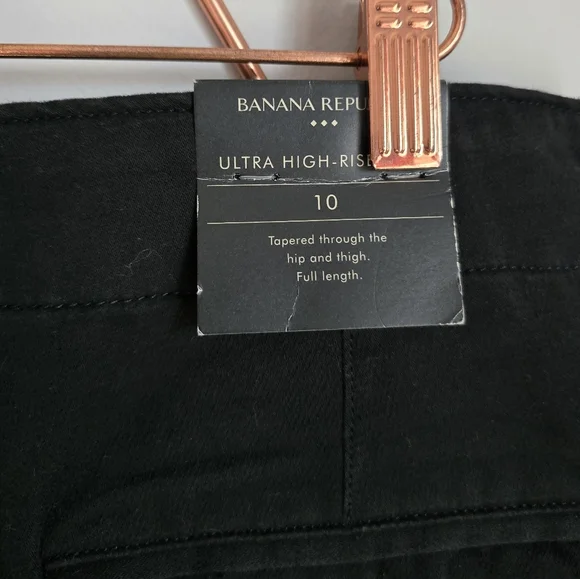 BANANA REPU
ULTRA HIGH-RISE
10
Tapered through the
hip and thigh.
Full length.